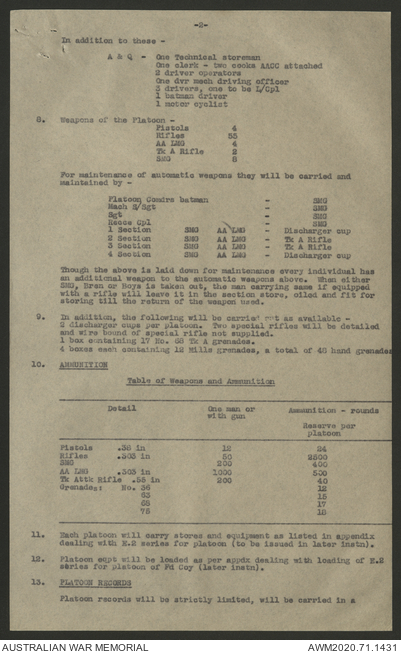 -2-
In addition to these -
A & Q - One Technical storeman
One clerk - two cooks AACC attached
2 driver operators
One dvr mech driving officer
3 drivers, one to be L/Cpl
1 batman driver
1 motor cyclist
8. Weapons of the Platoon -
Pistols 4
Rifles 53
AA LMG 4
Tk A Rifle 2
SMG 8
For maintenance of automatic weapons they will be carried and
maintained by -
Platoon Comdrs batman - SMG
Mach E/Sgt - SMG
Sgt - SMG
Recce Cpl - SMG
1 Section SMG AA LMG - Discharger cup
2 Section SMG AA LMG - Tk A Rifle
3 Section SMG AA LMG - Tk A Rifle
4 Section SMG AA LMG - Discharger cup
Though the above is laid down for maintenance every individual has
an additional weapon to the automatic weapons above. When either
SMG, Bren or Boys is taken out, the man carrying same if equipped
with a rifle will leave it in the section store, oiled and fit for
storing till the return of the weapon used.
9. In addition, the following will be carried out as available -
2 discharger cups per platoon. Two special rifles will be detailed
and wire bound if special rifle not supplied.
1 box containing 17 No. 68 Tk A grenades.
4 boxes each containing 12 Mills grenades, a total of 48 hand grenades
10. AMMUNITION
Table of Weapons and Ammunition
Detail One man or with gun Ammunition - rounds
Reserve per platoon
Pistols .38 in 12 24
Rifles .303 in 50 2500
SMG 200 400
AA LMG .303 in 1000 500
Tk Attk Rifle .55 in 200 40
Grenades: No. 36 12
63 15
68 17
75 18
11. Each platoon will carry stores and equipment as listed in appendix
dealing with E.2 series for platoon (to be issued in later instn).
12. Platoon eqpt will be loaded as per appdx dealing with loading of E.2
series for platoon of Fd Coy (later instn).
13. PLATOON RECORDS
Platoon records will be strictly limited, will be carried in a
AUSTRALIAN WAR MEMORIAL AWM2020.71.1431